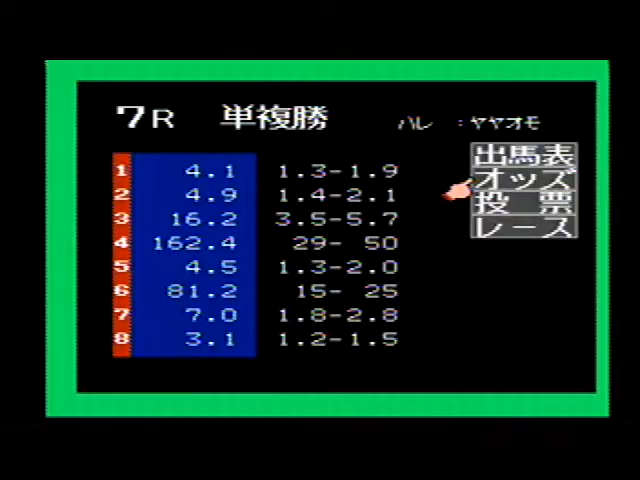 7R 単複勝 ハレ :ヤヤオモ
1 4.1 1.3-1.9
2 4.9 1.4-2.1
3 16.2 3.5-5.7
4 162.4 29- 50
5 4.5 1.3-2.0
6 81.2 15- 25
7 7.0 1.8-2.8
8 3.1 1.2-1.5
出馬表
オッズ
投 票
レース